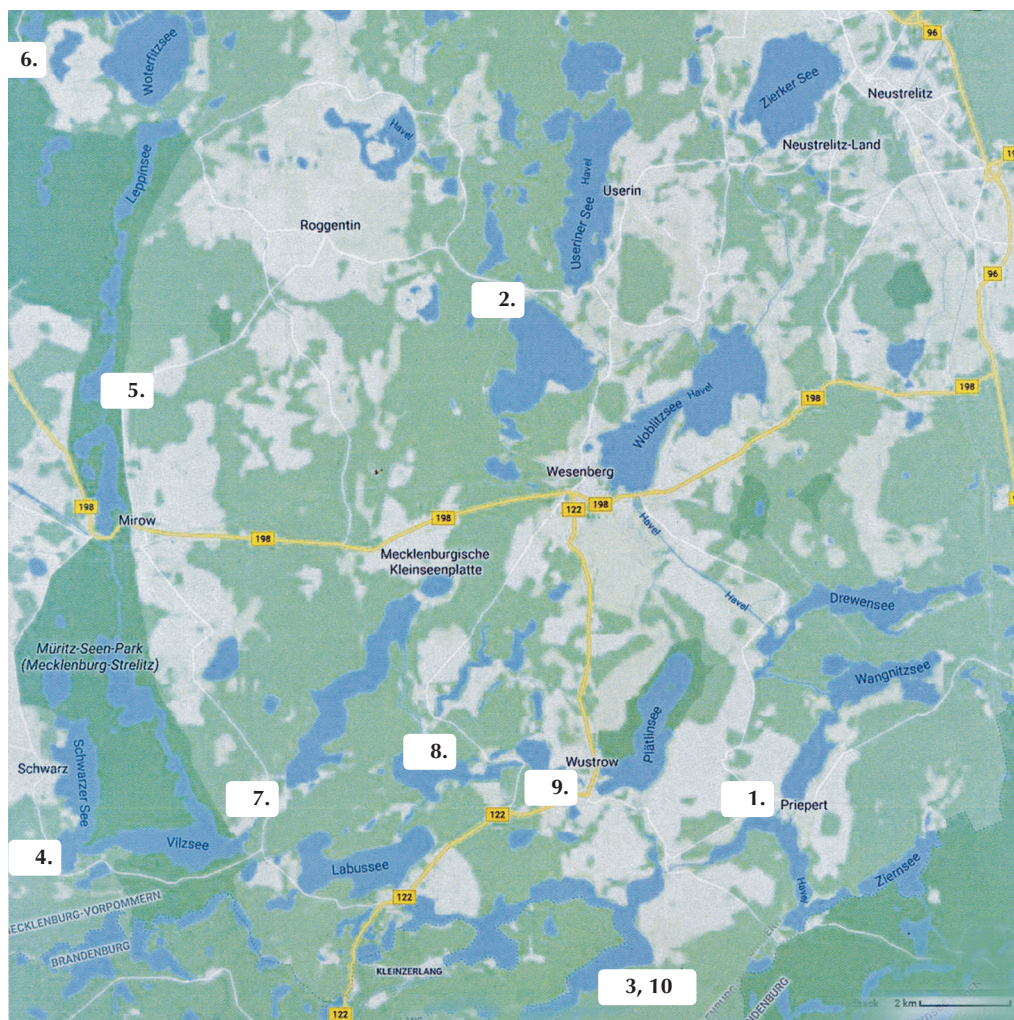 6.
Woterfitzsee
96
Zierker See
Neustrelitz
Neustrelitz-Land
Havel
Leppinsee
Havel
Userin
Useriner See
Roggentin
96
2.
5.
198
198
Havel
Woblitzsee
Wesenberg
198
122
198
198
Mirow
198
198
Mecklenburgische
Kleinseenplatte
Havel
Havel
Drewensee
Müritz-Seen-Park
(Mecklenburg-Strelitz)
Wangnitzsee
Plätlinsee
8.
Wustrow
Schwarz
Schwarzer See
7.
9.
1.
Priepert
122
4.
Vilzsee
Labussee
Ziernsee
Havel
122
MECKLENBURG-VORPOMMERN
BRANDENBURG
KLEINZERLANG
3, 10
2 km
122